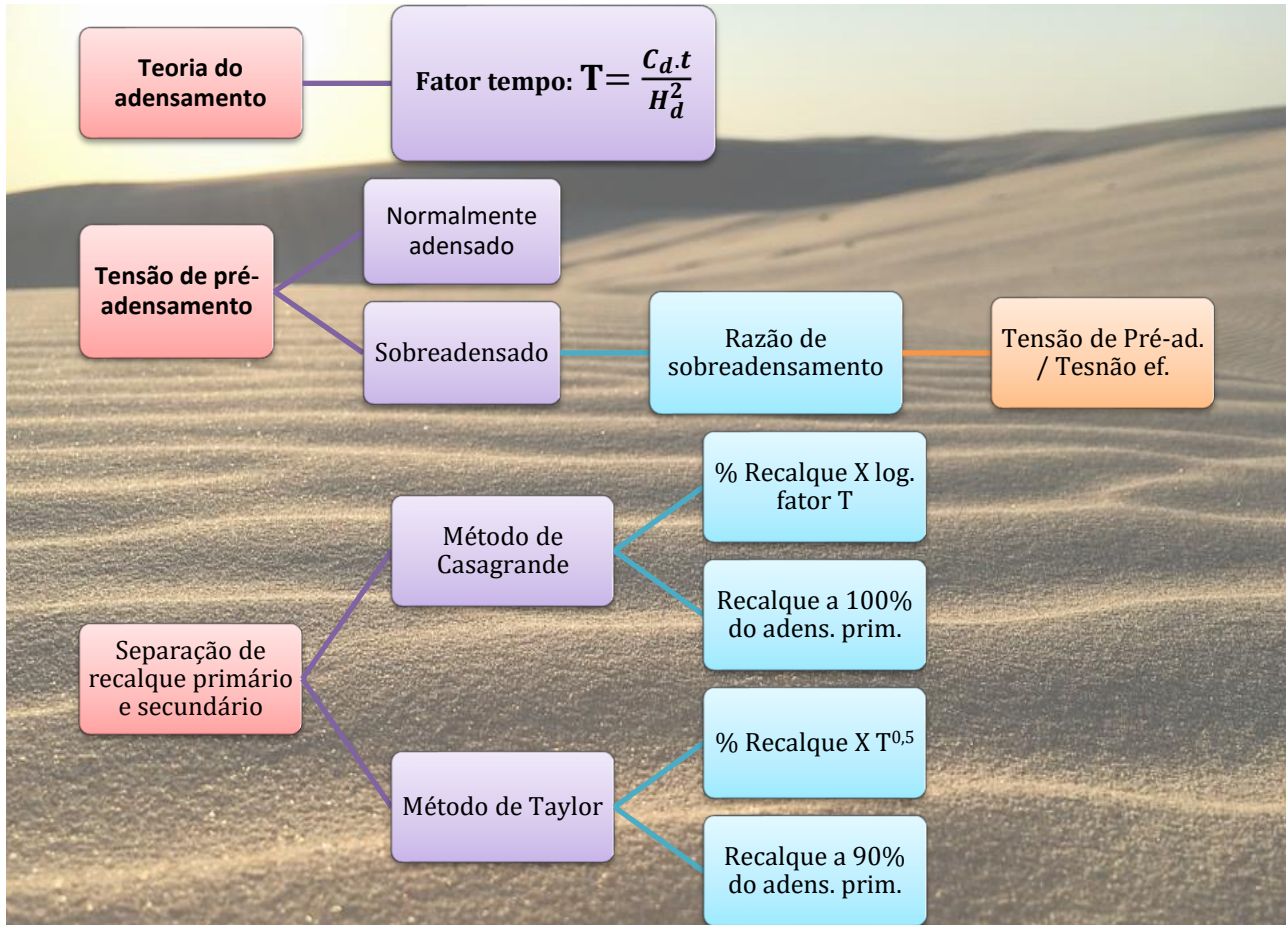 Teoria do
adensamento
Fator tempo: T= C_d.t / H_d^2
Tensão de pré-
adensamento
Normalmente
adensado
Sobreadensado
Razão de
sobreadensamento
Tensão de Pré-ad.
/ Tesnão ef.
Separação de
recalque primário
e secundário
Método de
Casagrande
% Recalque X log.
fator T
Recalque a 100%
do adens. prim.
Método de Taylor
% Recalque X T^0,5
Recalque a 90%
do adens. prim.